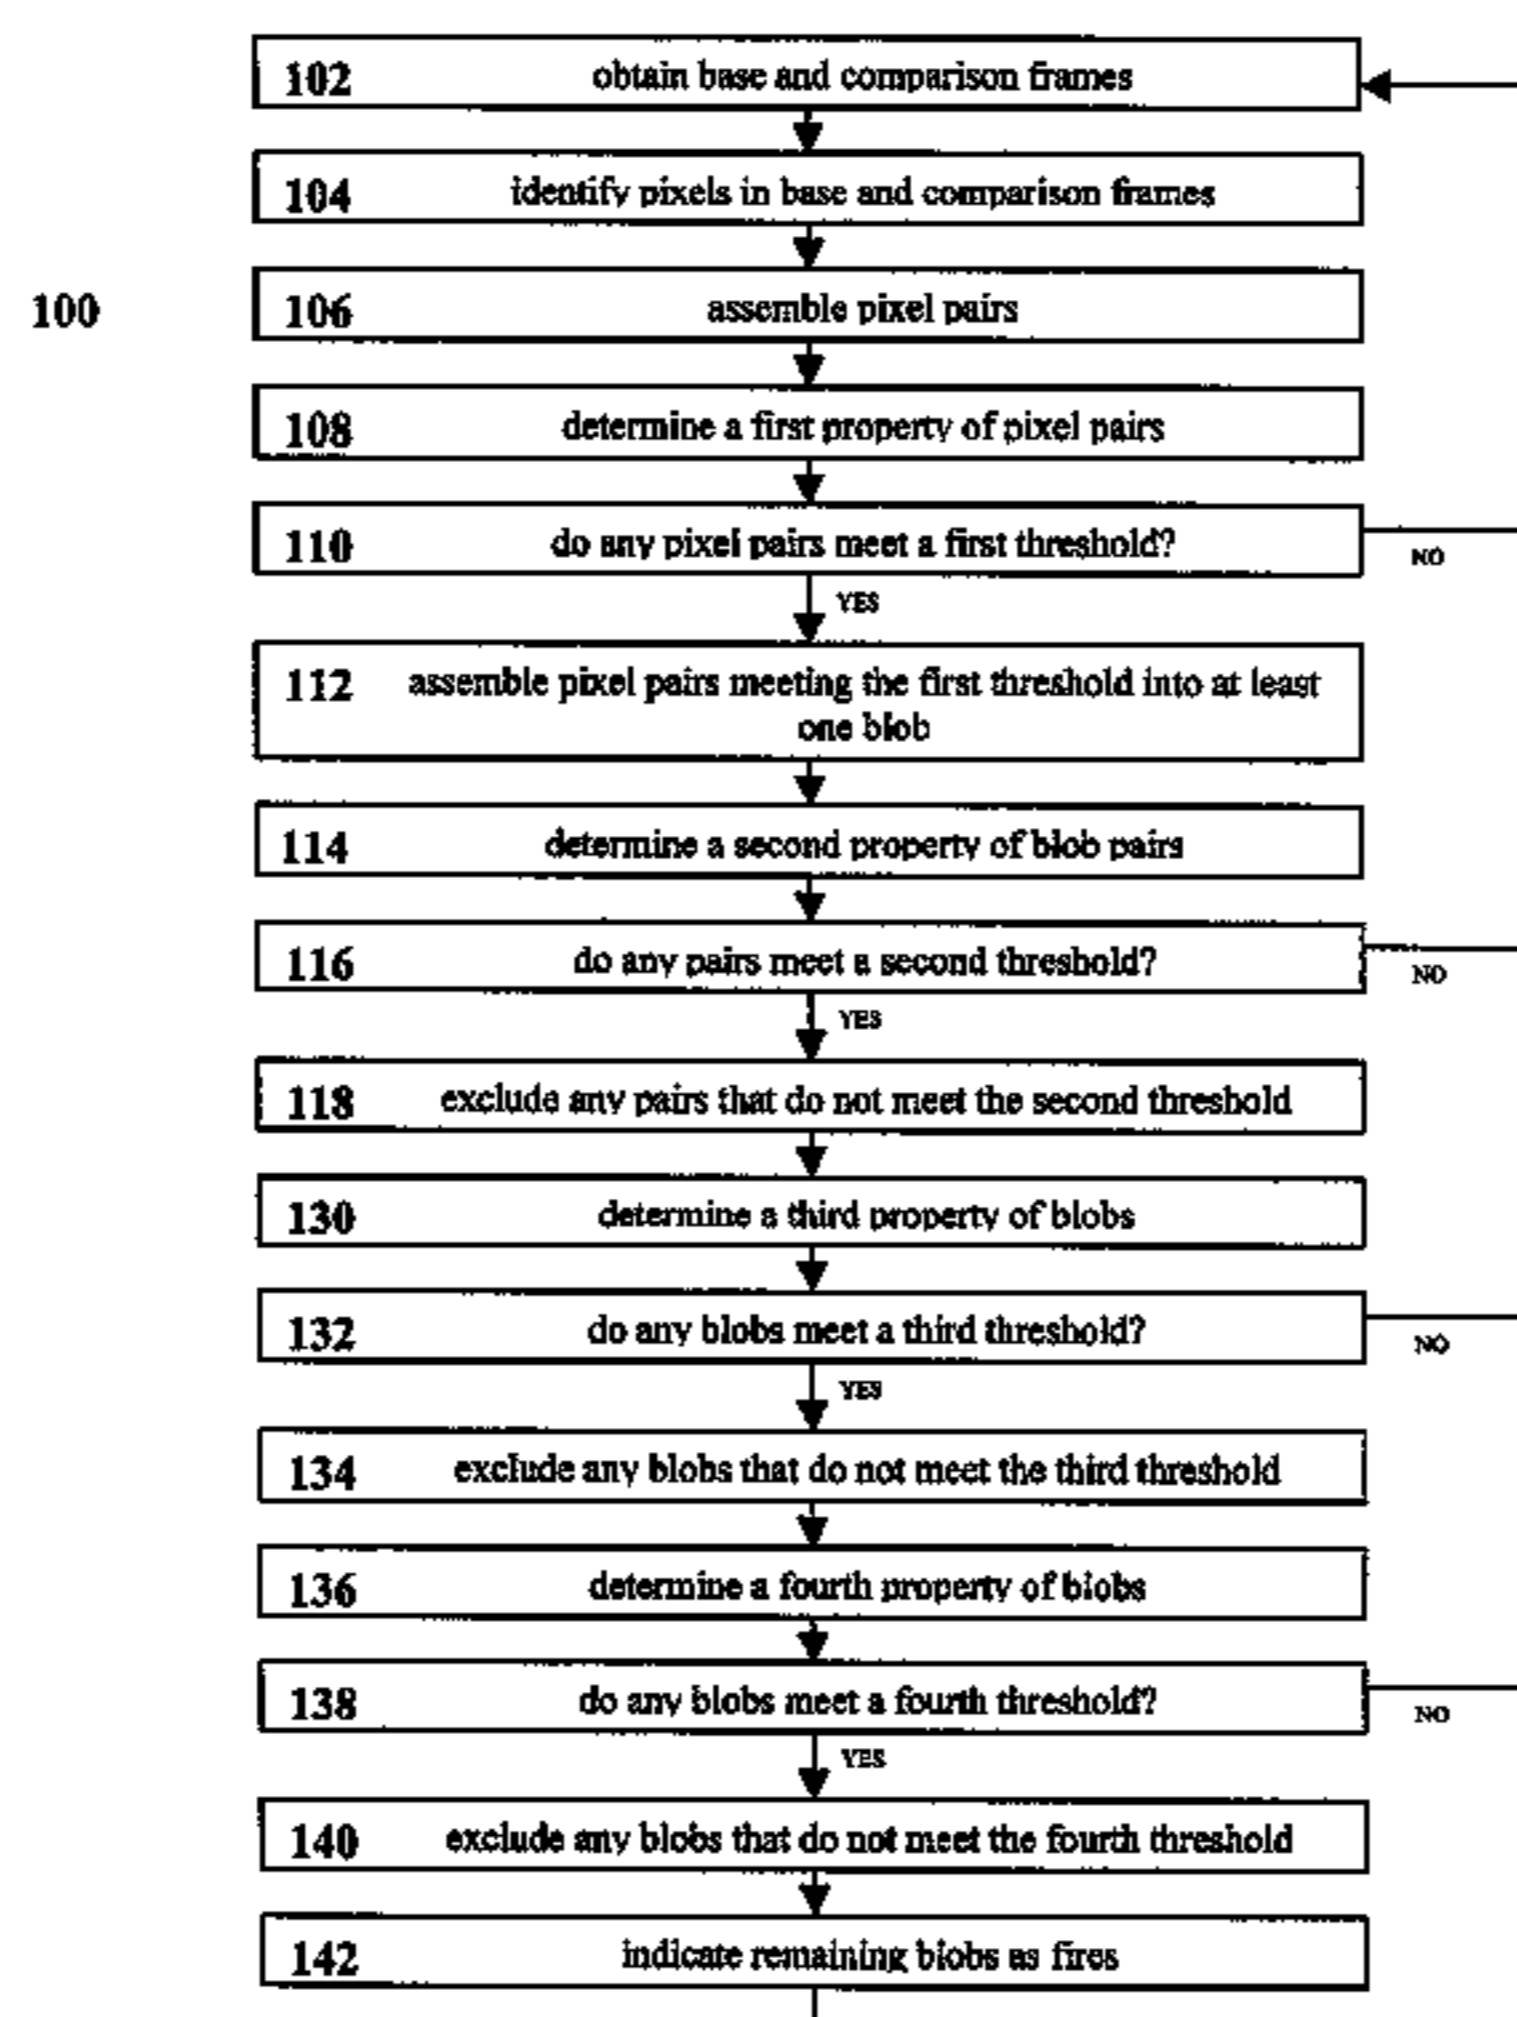 102 obtain base and comparison frames
104 identify pixels in base and comparison frames
100
106 assemble pixel pairs
108 determine a first property of pixel pairs
110 do any pixel pairs meet a first threshold?
NO
YES
112 assemble pixel pairs meeting the first threshold into at least
one blob
114 determine a second property of blob pairs
116 do any pairs meet a second threshold?
NO
YES
118 exclude any pairs that do not meet the second threshold
130 determine a third property of blobs
132 do any blobs meet a third threshold?
NO
YES
134 exclude any blobs that do not meet the third threshold
136 determine a fourth property of blobs
138 do any blobs meet a fourth threshold?
NO
YES
140 exclude any blobs that do not meet the fourth threshold
142 indicate remaining blobs as fires